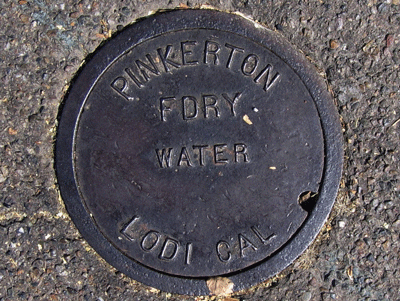 PINKERTON
FDRY
WATER
LODI CAL